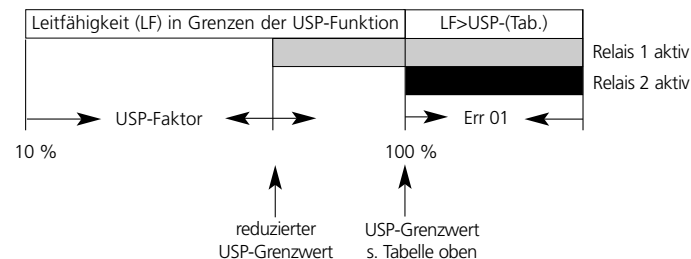 Leitfähigkeit (LF) in Grenzen der USP-Funktion
LF>USP-(Tab.)
Relais 1 aktiv
Relais 2 aktiv
USP-Faktor
Err 01
10 %
100 %
reduzierter
USP-Grenzwert
USP-Grenzwert
s. Tabelle oben